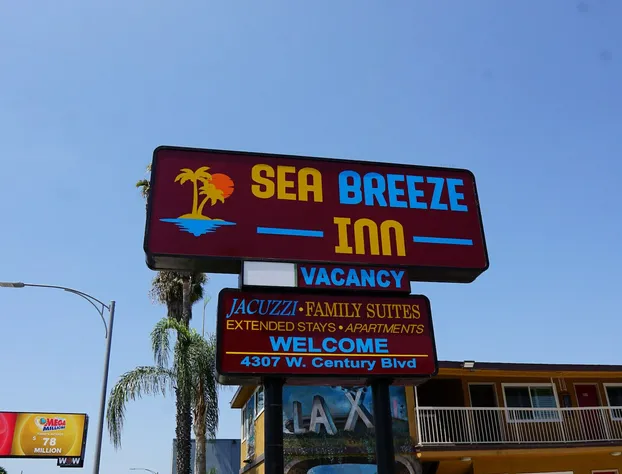 SEA BREEZE
INN
VACANCY
JACUZZI • FAMILY SUITES
EXTENDED STAYS • APARTMENTS
WELCOME
4307 W. Century Blvd
LAX
MEGA
MILLIONS
$ 78
MILLION